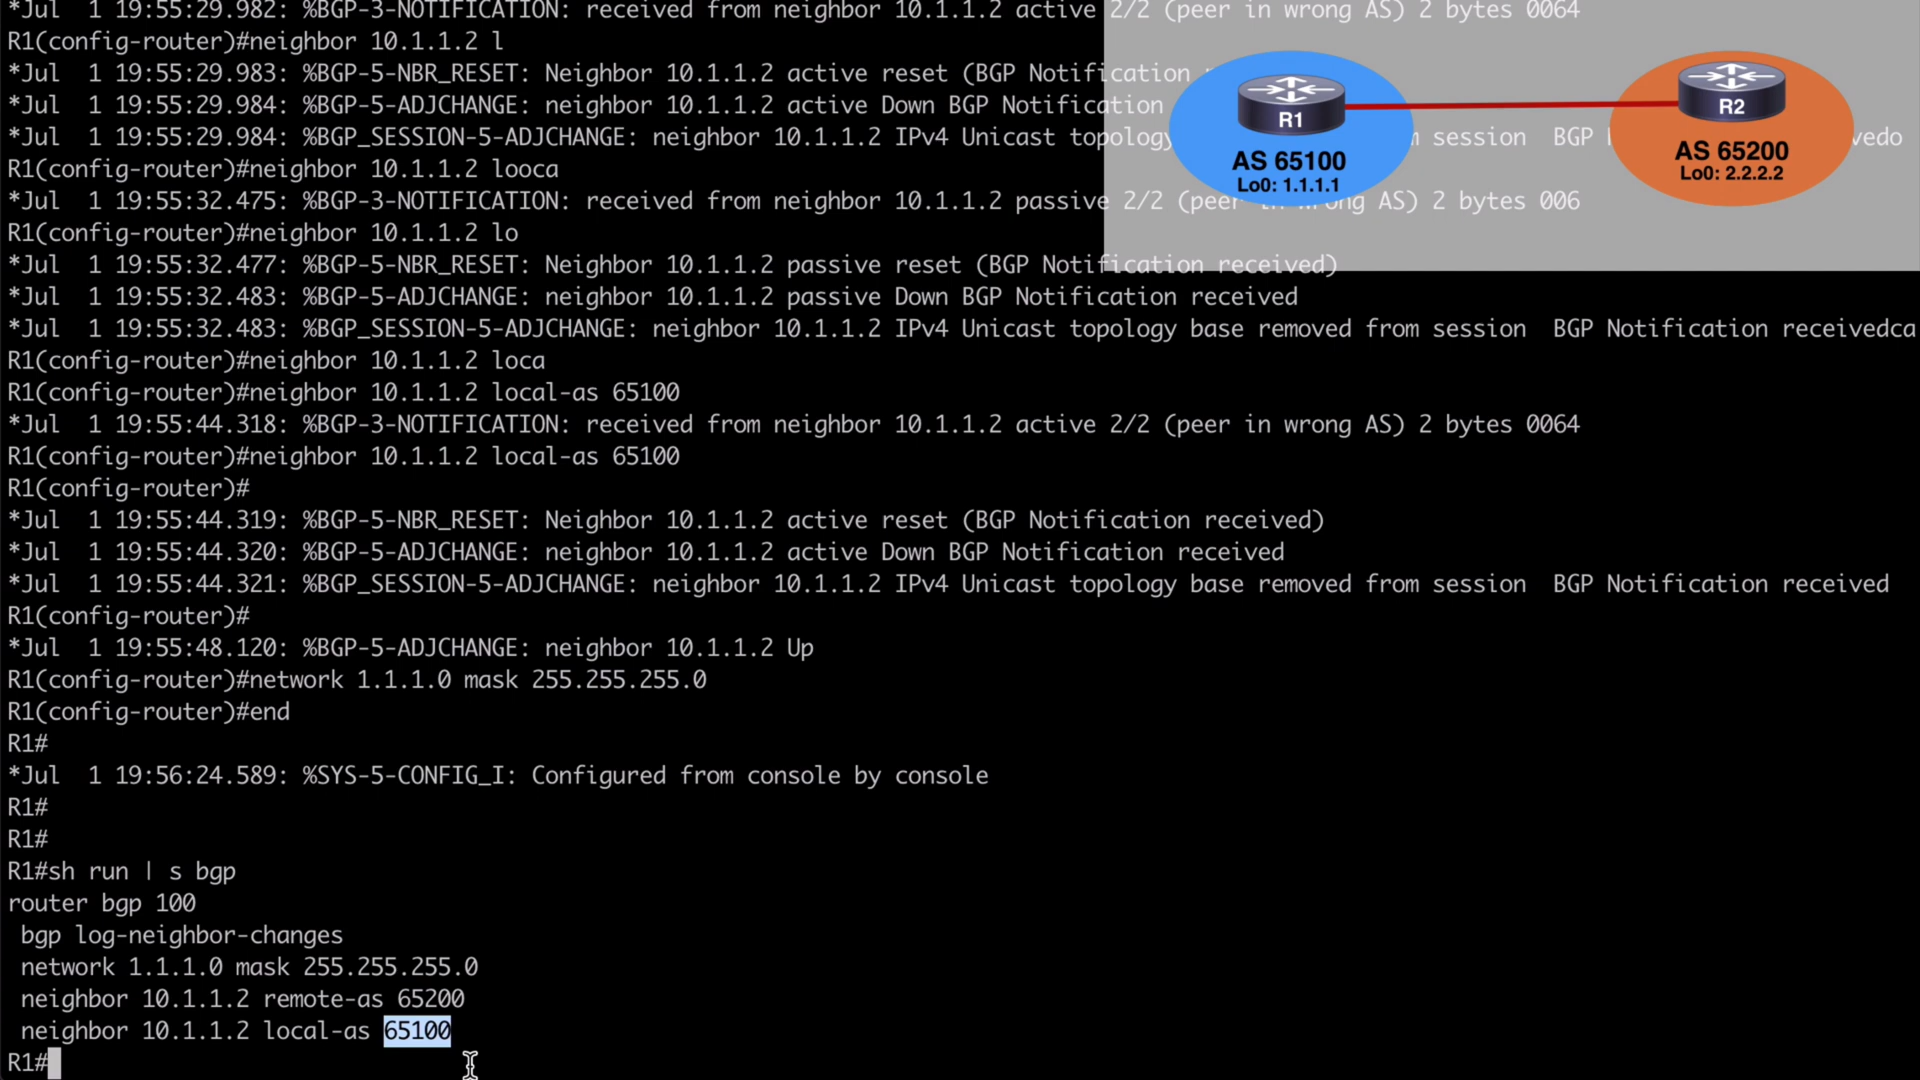 *Jul  1 19:55:29.982: %BGP-3-NOTIFICATION: received from neighbor 10.1.1.2 active 2/2 (peer in wrong AS) 2 bytes 0064
R1(config-router)#neighbor 10.1.1.2 l
*Jul  1 19:55:29.983: %BGP-5-NBR_RESET: Neighbor 10.1.1.2 active reset (BGP Notification
*Jul  1 19:55:29.984: %BGP-5-ADJCHANGE: neighbor 10.1.1.2 active Down BGP Notification
*Jul  1 19:55:29.984: %BGP_SESSION-5-ADJCHANGE: neighbor 10.1.1.2 IPv4 Unicast topology session  BGP vedo
R1(config-router)#neighbor 10.1.1.2 looca
*Jul  1 19:55:32.475: %BGP-3-NOTIFICATION: received from neighbor 10.1.1.2 passive 2/2 (peer in wrong AS) 2 bytes 006
R1(config-router)#neighbor 10.1.1.2 lo
*Jul  1 19:55:32.477: %BGP-5-NBR_RESET: Neighbor 10.1.1.2 passive reset (BGP Notification received)
*Jul  1 19:55:32.483: %BGP-5-ADJCHANGE: neighbor 10.1.1.2 passive Down BGP Notification received
*Jul  1 19:55:32.483: %BGP_SESSION-5-ADJCHANGE: neighbor 10.1.1.2 IPv4 Unicast topology base removed from session  BGP Notification receivedca
R1(config-router)#neighbor 10.1.1.2 loca
R1(config-router)#neighbor 10.1.1.2 local-as 65100
*Jul  1 19:55:44.318: %BGP-3-NOTIFICATION: received from neighbor 10.1.1.2 active 2/2 (peer in wrong AS) 2 bytes 0064
R1(config-router)#neighbor 10.1.1.2 local-as 65100
R1(config-router)#
*Jul  1 19:55:44.319: %BGP-5-NBR_RESET: Neighbor 10.1.1.2 active reset (BGP Notification received)
*Jul  1 19:55:44.320: %BGP-5-ADJCHANGE: neighbor 10.1.1.2 active Down BGP Notification received
*Jul  1 19:55:44.321: %BGP_SESSION-5-ADJCHANGE: neighbor 10.1.1.2 IPv4 Unicast topology base removed from session  BGP Notification received
R1(config-router)#
*Jul  1 19:55:48.120: %BGP-5-ADJCHANGE: neighbor 10.1.1.2 Up
R1(config-router)#network 1.1.1.0 mask 255.255.255.0
R1(config-router)#end
R1#
*Jul  1 19:56:24.589: %SYS-5-CONFIG_I: Configured from console by console
R1#
R1#
R1#sh run | s bgp
router bgp 100
 bgp log-neighbor-changes
 network 1.1.1.0 mask 255.255.255.0
 neighbor 10.1.1.2 remote-as 65200
 neighbor 10.1.1.2 local-as 65100
R1#
R1
AS 65100
Lo0: 1.1.1.1
R2
AS 65200
Lo0: 2.2.2.2